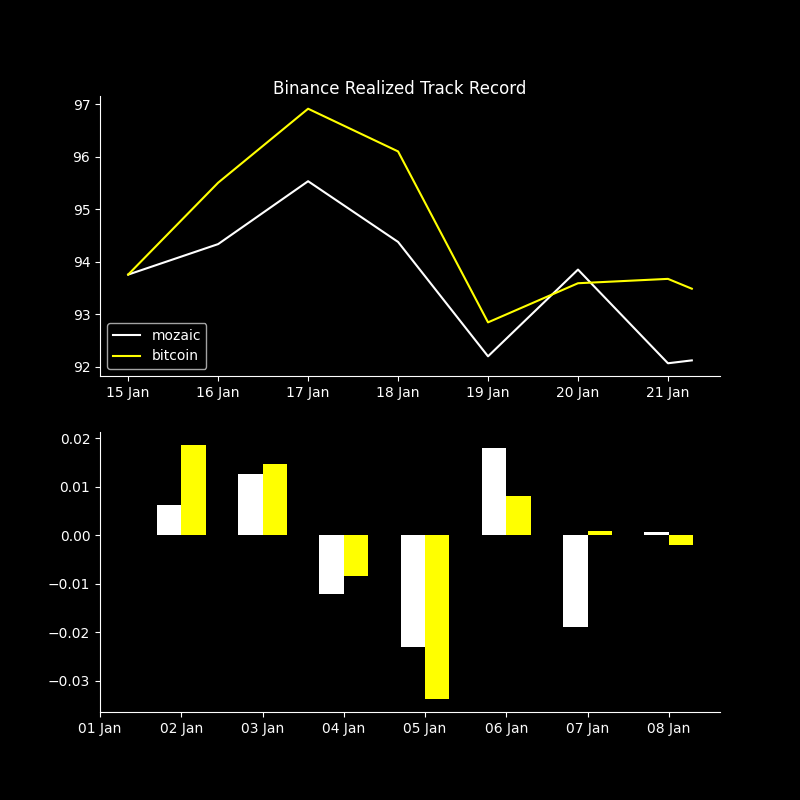 Binance Realized Track Record
97
96
95
94
93
92
mozaic
bitcoin
15 Jan 16 Jan 17 Jan 18 Jan 19 Jan 20 Jan 21 Jan
0.02
0.01
0.00
−0.01
−0.02
−0.03
01 Jan 02 Jan 03 Jan 04 Jan 05 Jan 06 Jan 07 Jan 08 Jan